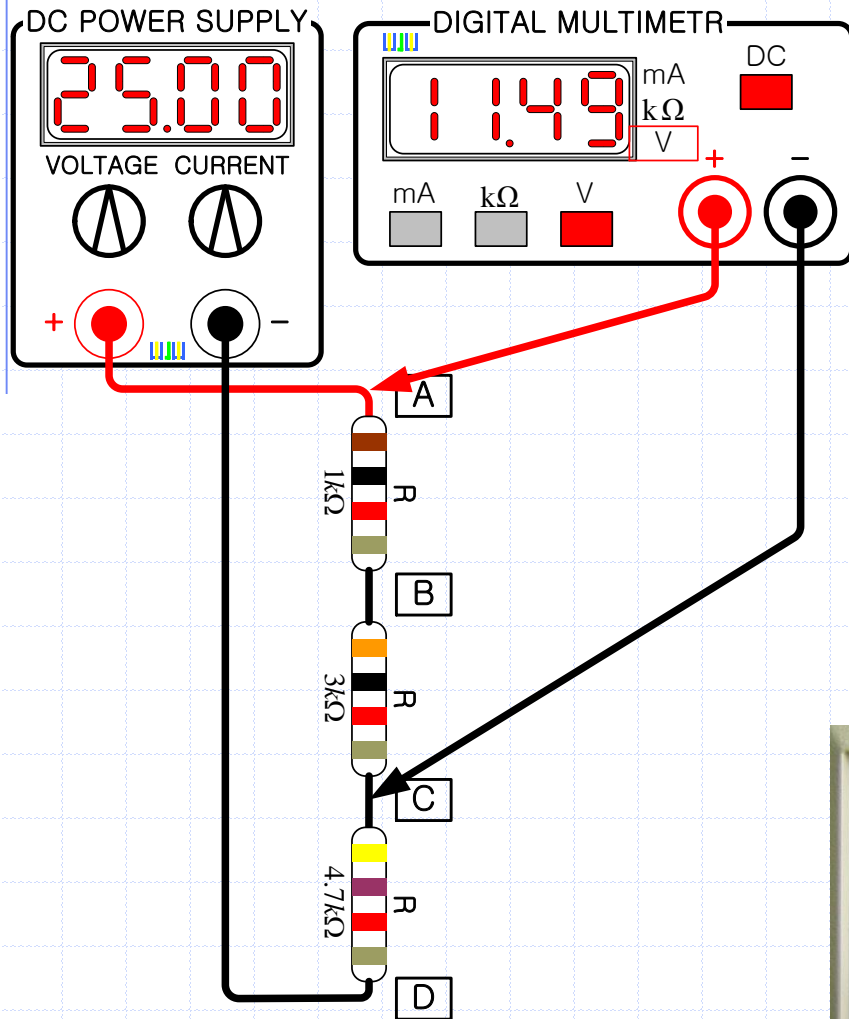 DC POWER SUPPLY
25.00
VOLTAGE CURRENT
+ −
DIGITAL MULTIMETR
11.49
mA
kΩ
V
DC
mA kΩ V
+ −
A
1kΩ
R
B
3kΩ
R
C
4.7kΩ
R
D